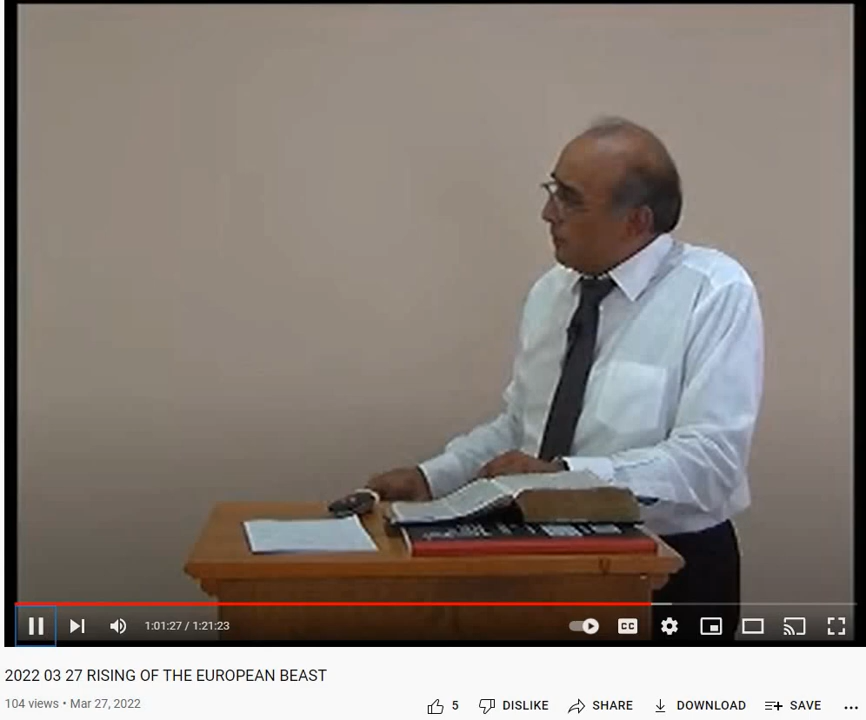 1:01:27 / 1:21:23
CC
2022 03 27 RISING OF THE EUROPEAN BEAST
104 views • Mar 27, 2022
5 DISLIKE SHARE DOWNLOAD SAVE ...